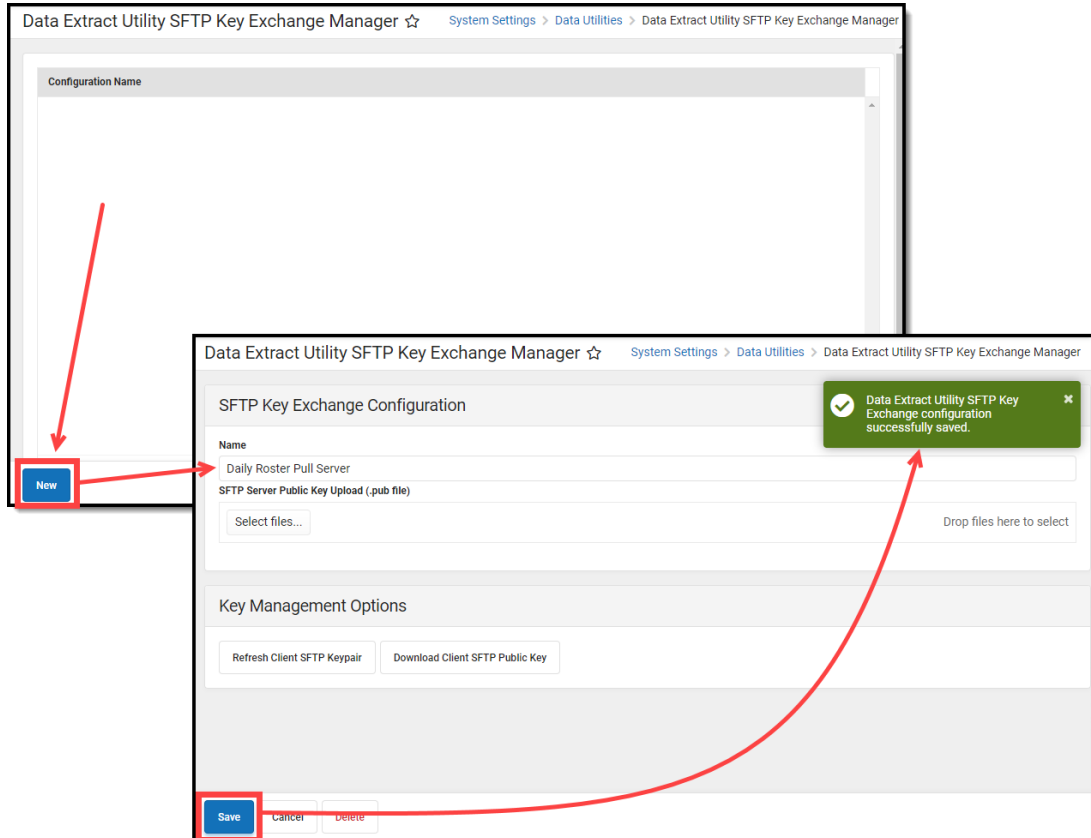 Data Extract Utility SFTP Key Exchange Manager System Settings > Data Utilities > Data Extract Utility SFTP Key Exchange Manager
Configuration Name
New
Data Extract Utility SFTP Key Exchange Manager System Settings > Data Utilities > Data Extract Utility SFTP Key Exchange Manager
SFTP Key Exchange Configuration
Data Extract Utility SFTP Key
Exchange configuration
successfully saved.
Name
Daily Roster Pull Server
SFTP Server Public Key Upload (.pub file)
Select files... Drop files here to select
Key Management Options
Refresh Client SFTP Keypair Download Client SFTP Public Key
Save Cancel Delete